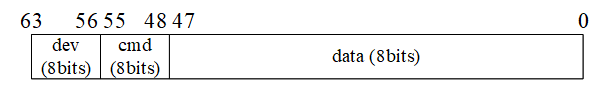 63 56 55 48 47 0
dev cmd
(8bits) (8bits) data (8bits)